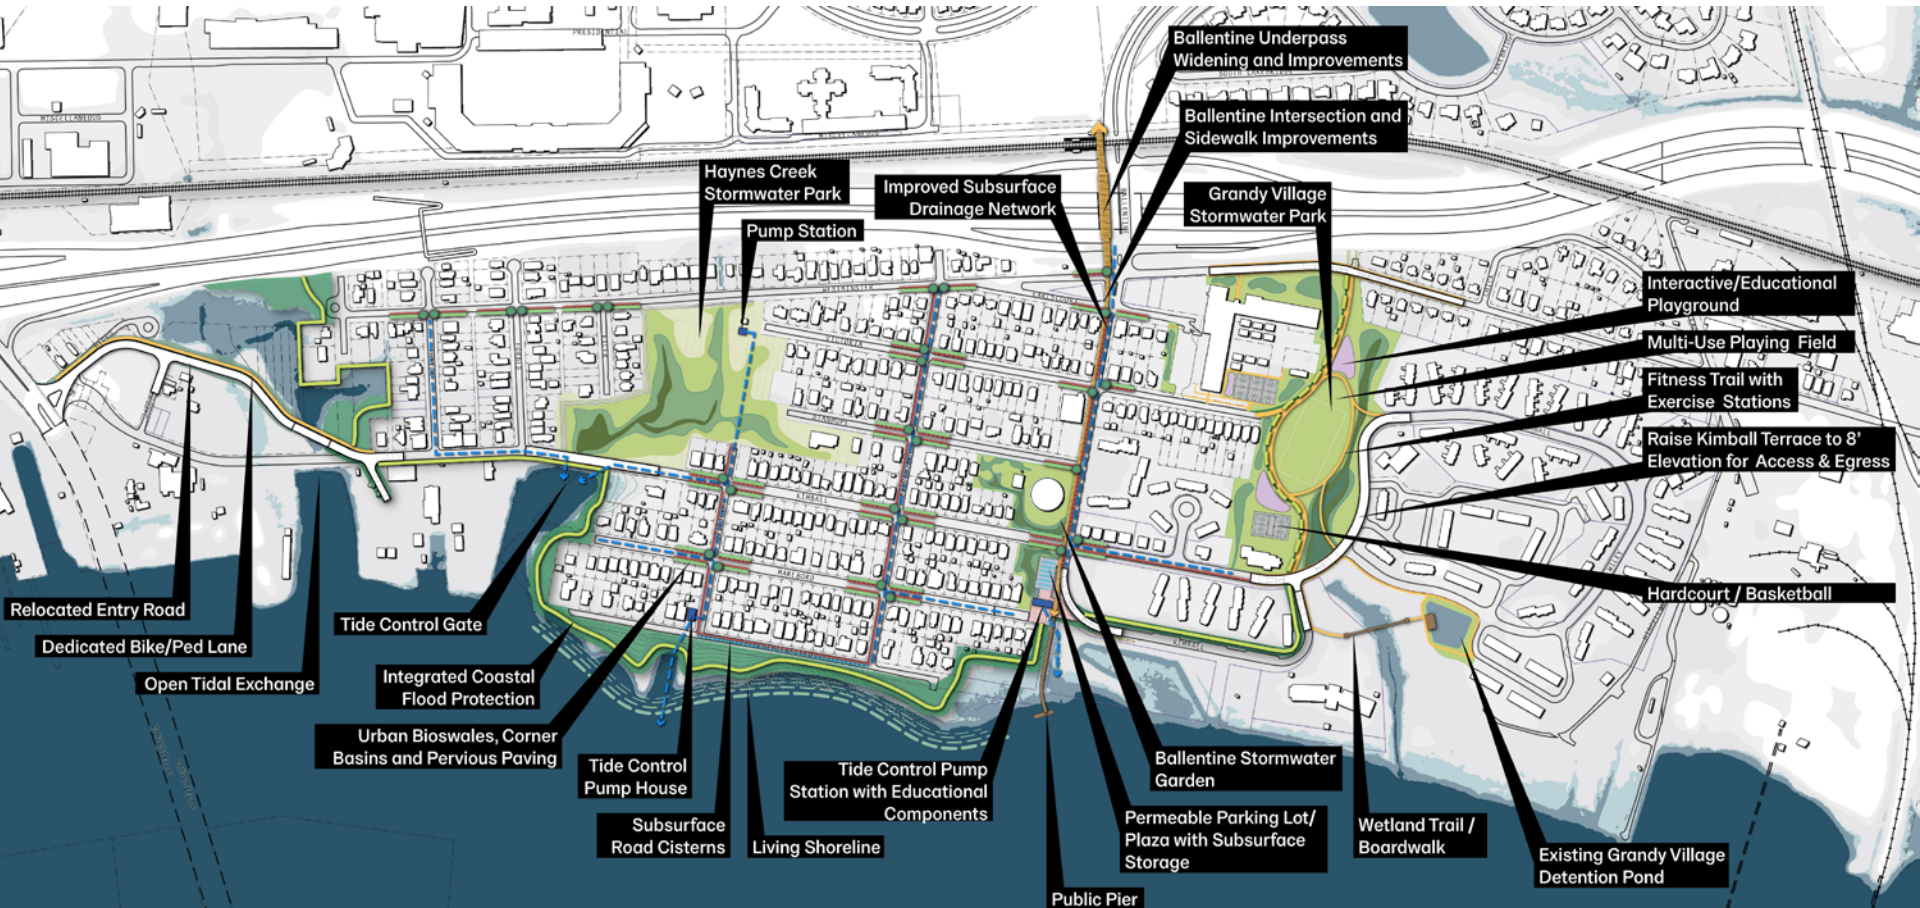 PRESIDENTIAL
Ballentine Underpass
Widening and Improvements
Ballentine Intersection and
Sidewalk Improvements
Haynes Creek
Stormwater Park
Improved Subsurface
Drainage Network
Grandy Village
Stormwater Park
Pump Station
Interactive/Educational
Playground
Multi-Use Playing Field
Fitness Trail with
Exercise Stations
Raise Kimball Terrace to 8'
Elevation for Access & Egress
KIMBALL
MARLBORO
Hardcourt / Basketball
Relocated Entry Road
Dedicated Bike/Ped Lane
Open Tidal Exchange
Tide Control Gate
Integrated Coastal
Flood Protection
Urban Bioswales, Corner
Basins and Pervious Paving
Tide Control
Pump House
Subsurface
Road Cisterns
Living Shoreline
Tide Control Pump
Station with Educational
Components
Public Pier
Ballentine Stormwater
Garden
Permeable Parking Lot/
Plaza with Subsurface
Storage
Wetland Trail /
Boardwalk
Existing Grandy Village
Detention Pond